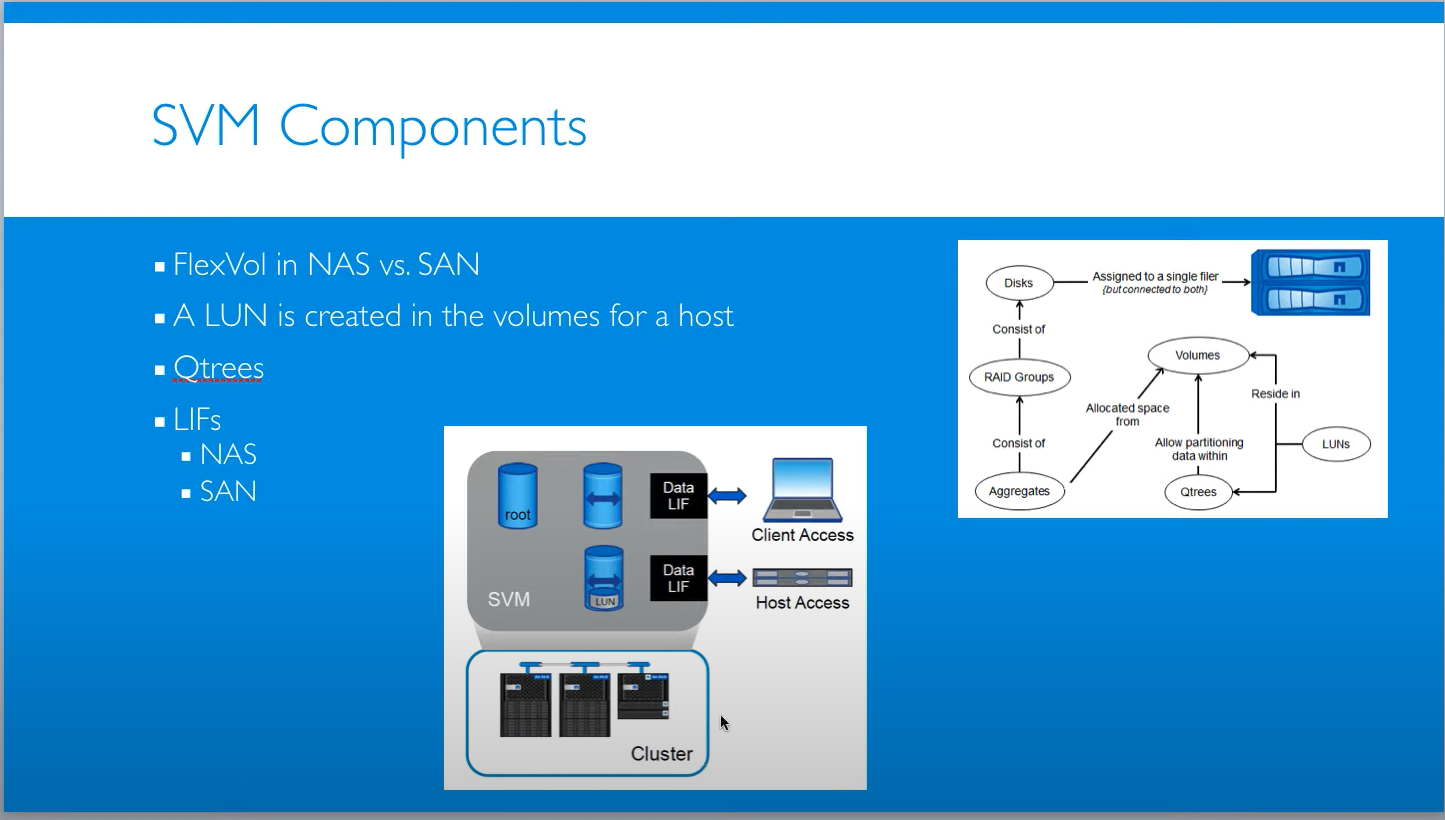 SVM Components
FlexVol in NAS vs. SAN
A LUN is created in the volumes for a host
Qtrees
LIFs
NAS
SAN
root
Data
LIF
Client Access
LUN
Data
LIF
Host Access
SVM
Cluster
Disks
Assigned to a single filer
{but connected to both}
Consist of
RAID Groups
Volumes
Allocated space
from
Reside in
Consist of
Allow partitioning
data within
LUNs
Aggregates
Qtrees